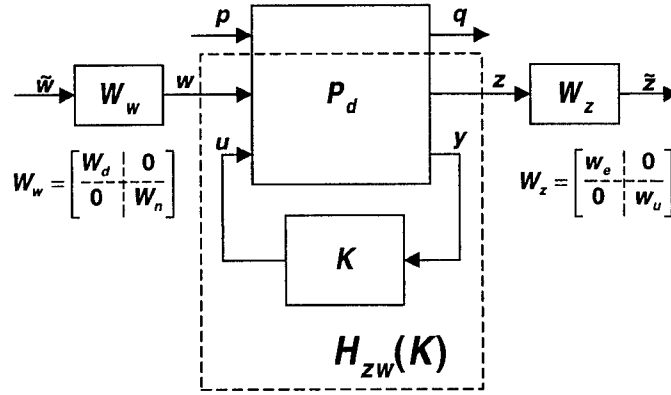 p q
w̃ W_w w P_d z W_z z̃
u y
W_w = [ W_d 0 ; 0 W_n ]
W_z = [ w_e 0 ; 0 w_u ]
K
H_zw(K)